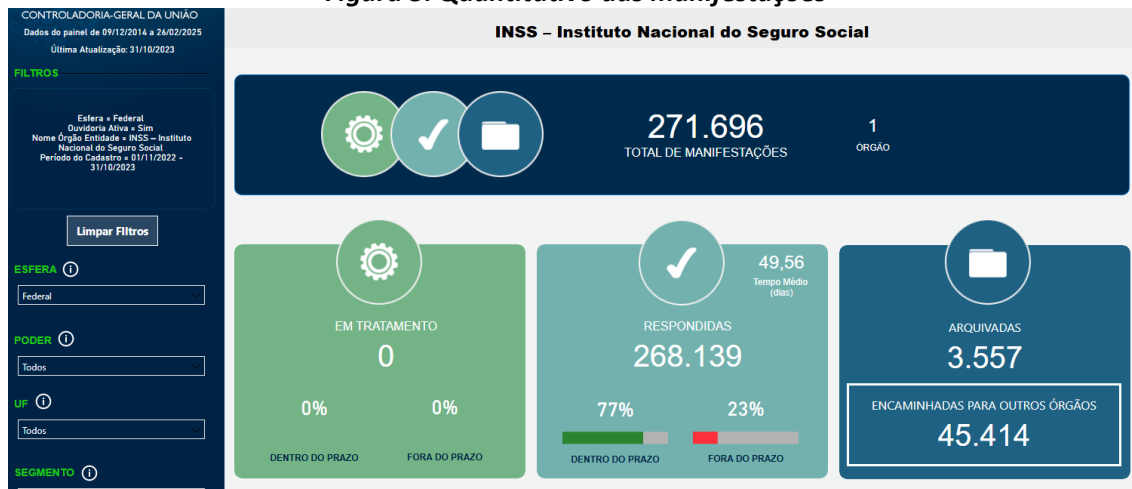 Figura 3: Quantitativo das Manifestações
CONTROLADORIA-GERAL DA UNIÃO
Dados do painel de 09/12/2014 a 26/02/2025
Última Atualização: 31/10/2023
FILTROS
Esfera = Federal
Ouvidoria Ativa = Sim
Nome Órgão Entidade = INSS – Instituto
Nacional do Seguro Social
Período do Cadastro = 01/11/2022 -
31/10/2023
Limpar FIltros
ESFERA
Federal
PODER
Todos
UF
Todos
SEGMENTO
INSS – Instituto Nacional do Seguro Social
271.696
TOTAL DE MANIFESTAÇÕES
1
ÓRGÃO
EM TRATAMENTO
0
0%
0%
DENTRO DO PRAZO
FORA DO PRAZO
49,56
Tempo Médio
(dias)
RESPONDIDAS
268.139
77%
23%
DENTRO DO PRAZO
FORA DO PRAZO
ARQUIVADAS
3.557
ENCAMINHADAS PARA OUTROS ÓRGÃOS
45.414